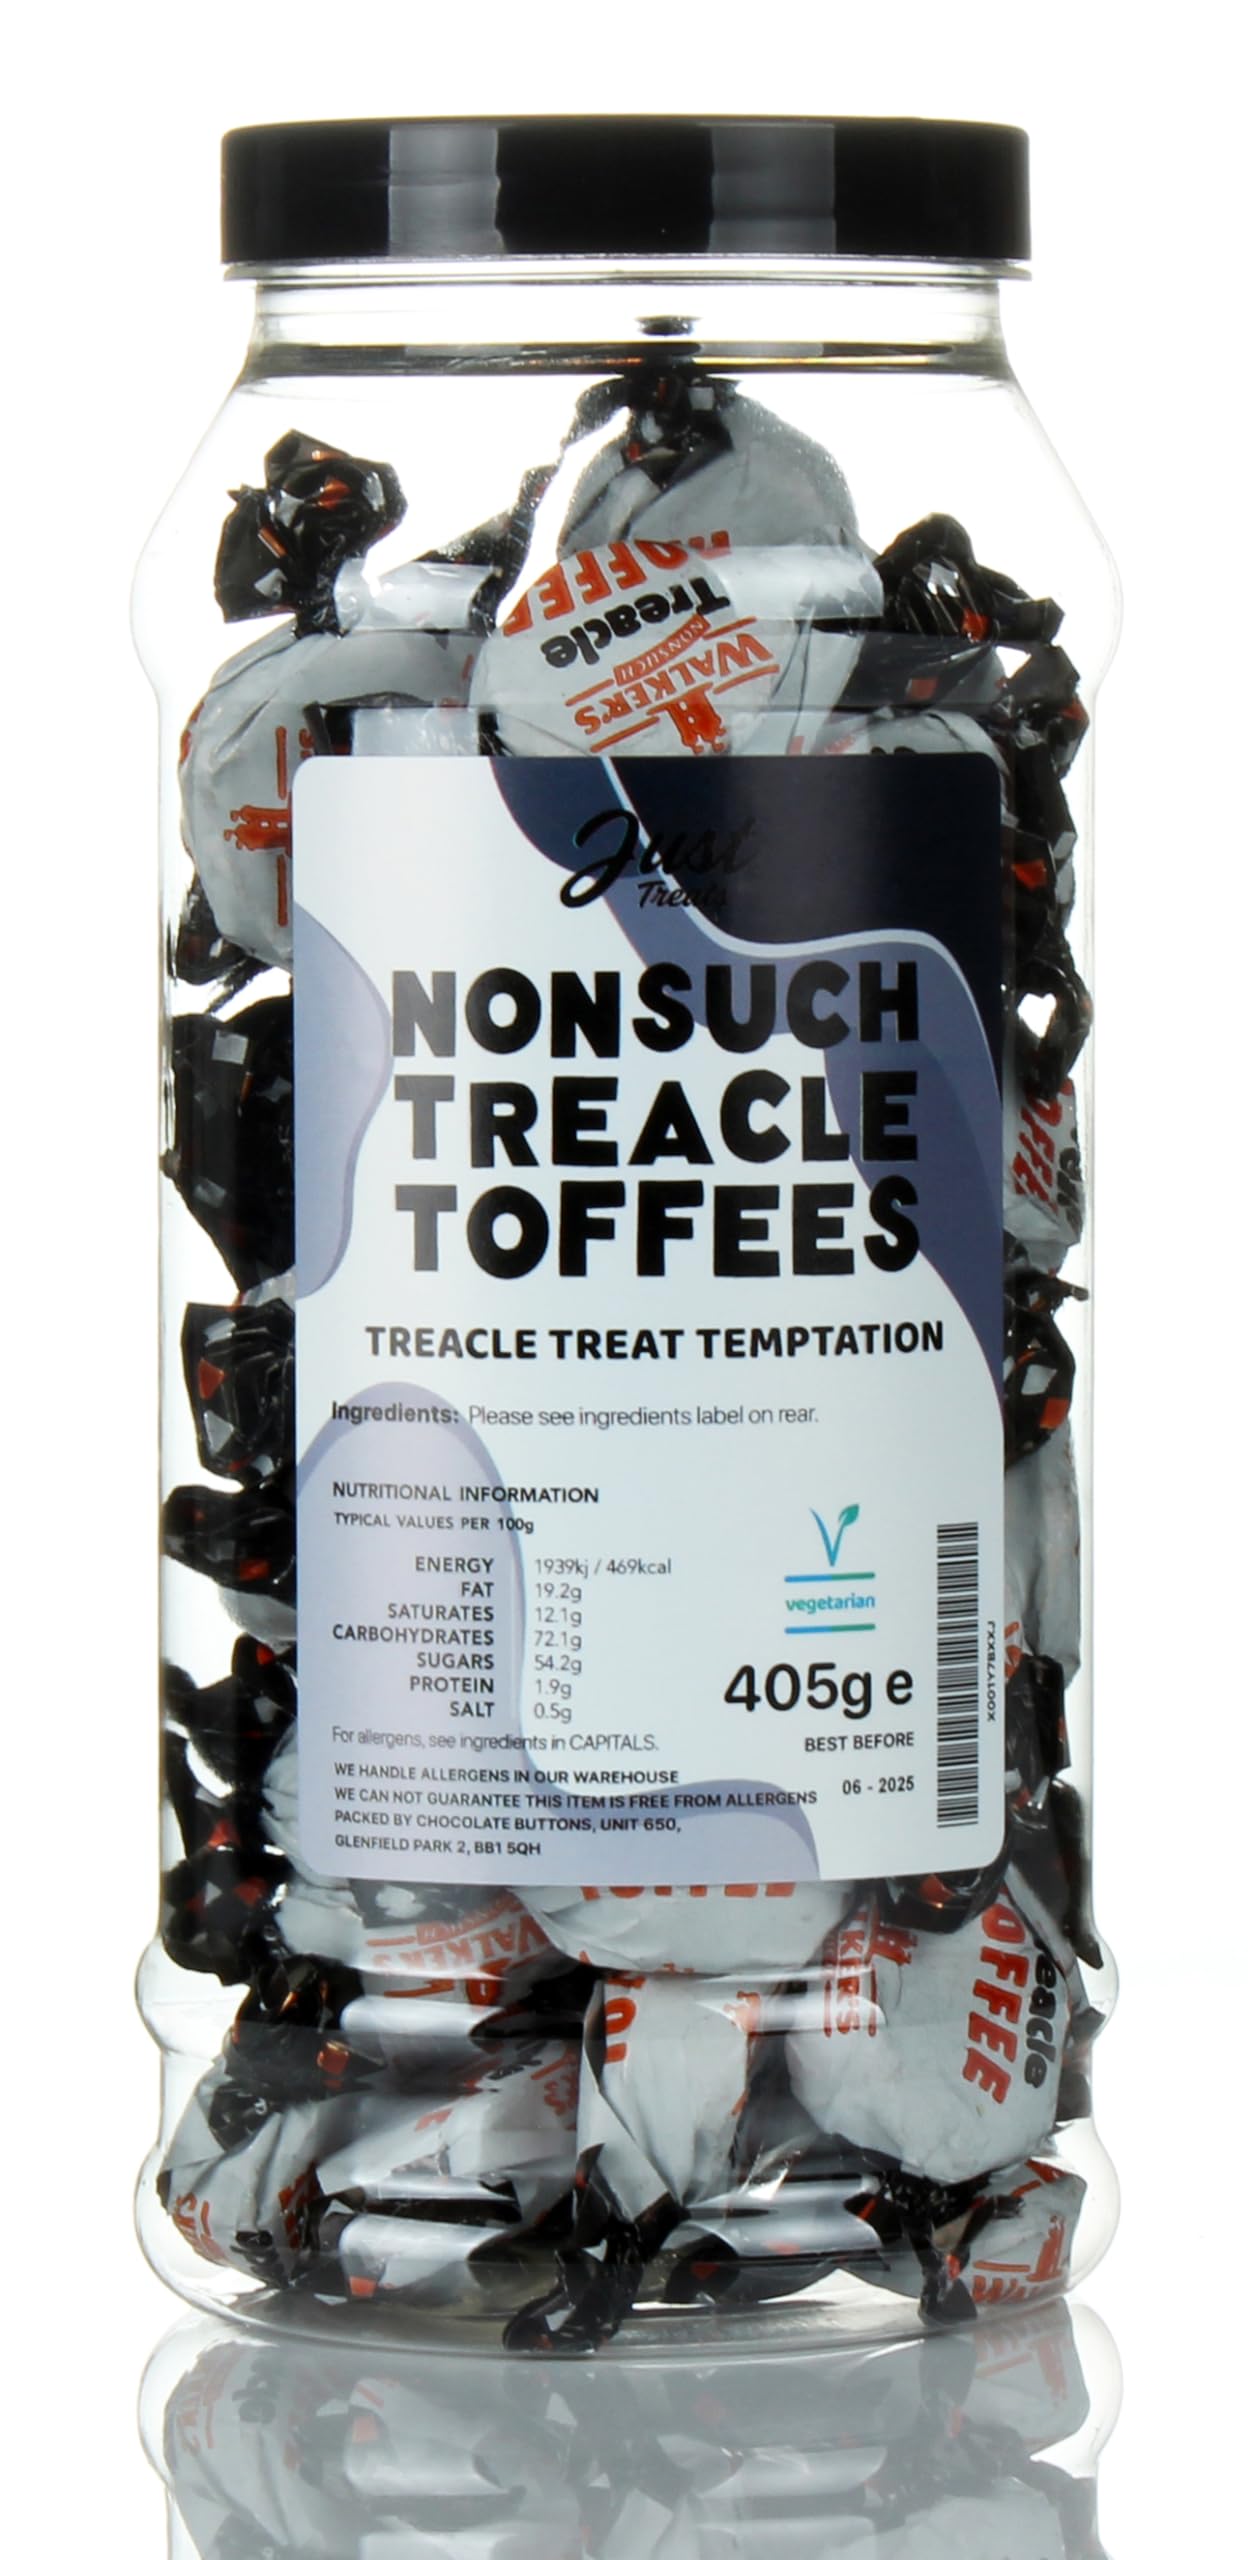 TOFFEE
Treacle
NONSUCH
WALKER'S
Just
Treats
NONSUCH
TREACLE
TOFFEES
TREACLE TREAT TEMPTATION
Ingredients: Please see ingredients label on rear.
NUTRITIONAL INFORMATION
TYPICAL VALUES PER 100g
ENERGY 1939kj / 469kcal
FAT 19.2g
SATURATES 12.1g
CARBOHYDRATES 72.1g
SUGARS 54.2g
PROTEIN 1.9g
SALT 0.5g
For allergens, see ingredients in CAPITALS.
WE HANDLE ALLERGENS IN OUR WAREHOUSE
WE CAN NOT GUARANTEE THIS ITEM IS FREE FROM ALLERGENS
PACKED BY CHOCOLATE BUTTONS, UNIT 650,
GLENFIELD PARK 2, BB1 5QH
vegetarian
405g e
BEST BEFORE
06 - 2025
X001Y7BXXJ
WALKER'S